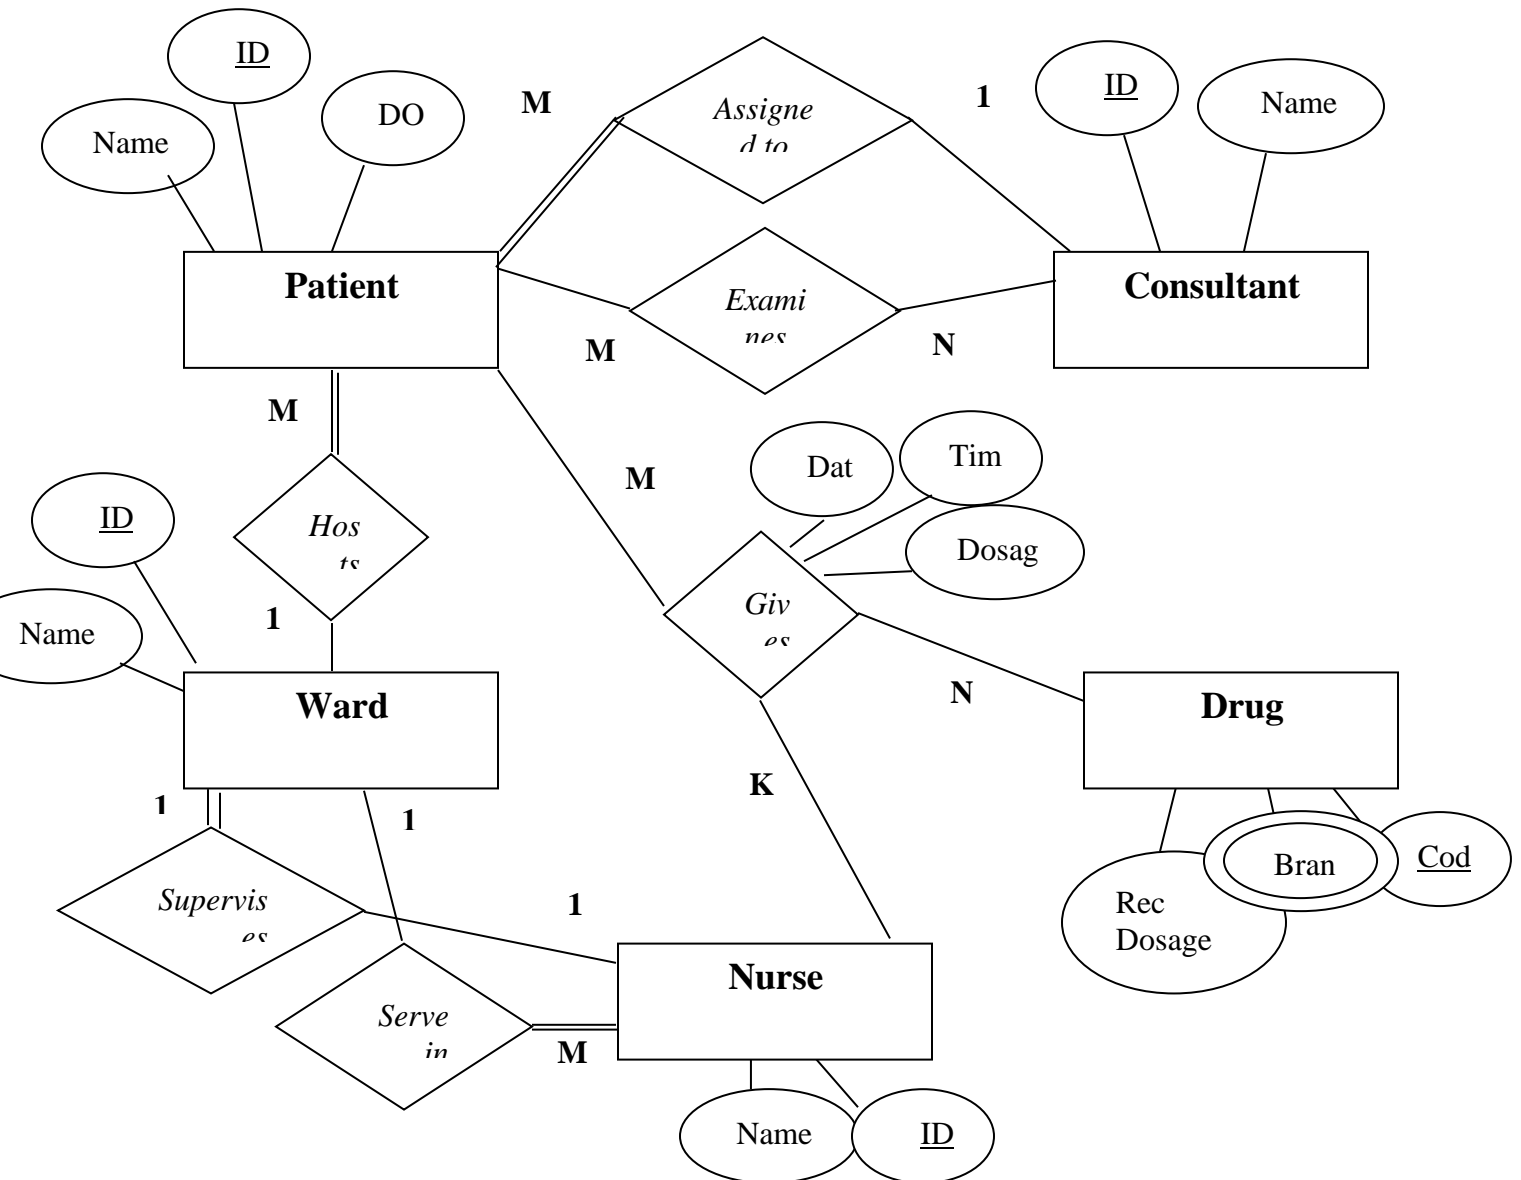 ID
DO
Name
M
Assigne
d to
1
ID
Name
Patient
Exami
nes
Consultant
M
N
M
M
Dat
Tim
Dosag
ID
Hos
ts
1
Name
Giv
es
Ward
N
Drug
K
1
1
Supervis
es
1
Bran
Cod
Rec
Dosage
Nurse
Serve
in
M
Name
ID